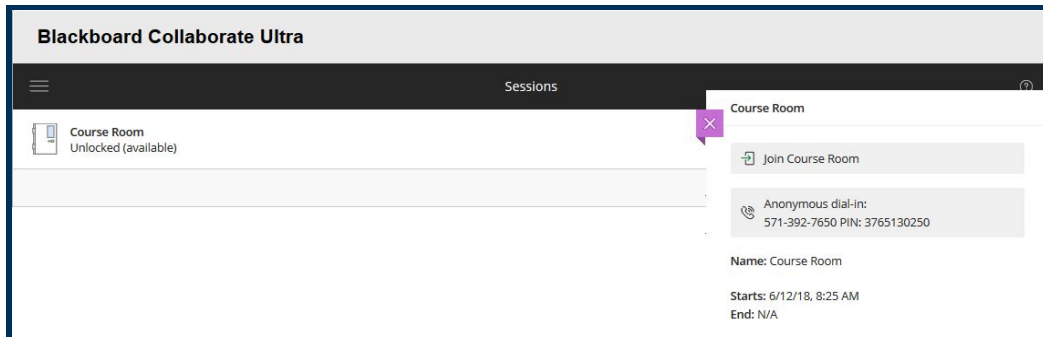 Blackboard Collaborate Ultra
Sessions
?
Course Room
Unlocked (available)
Course Room
Join Course Room
Anonymous dial-in:
571-392-7650 PIN: 3765130250
Name: Course Room
Starts: 6/12/18, 8:25 AM
End: N/A